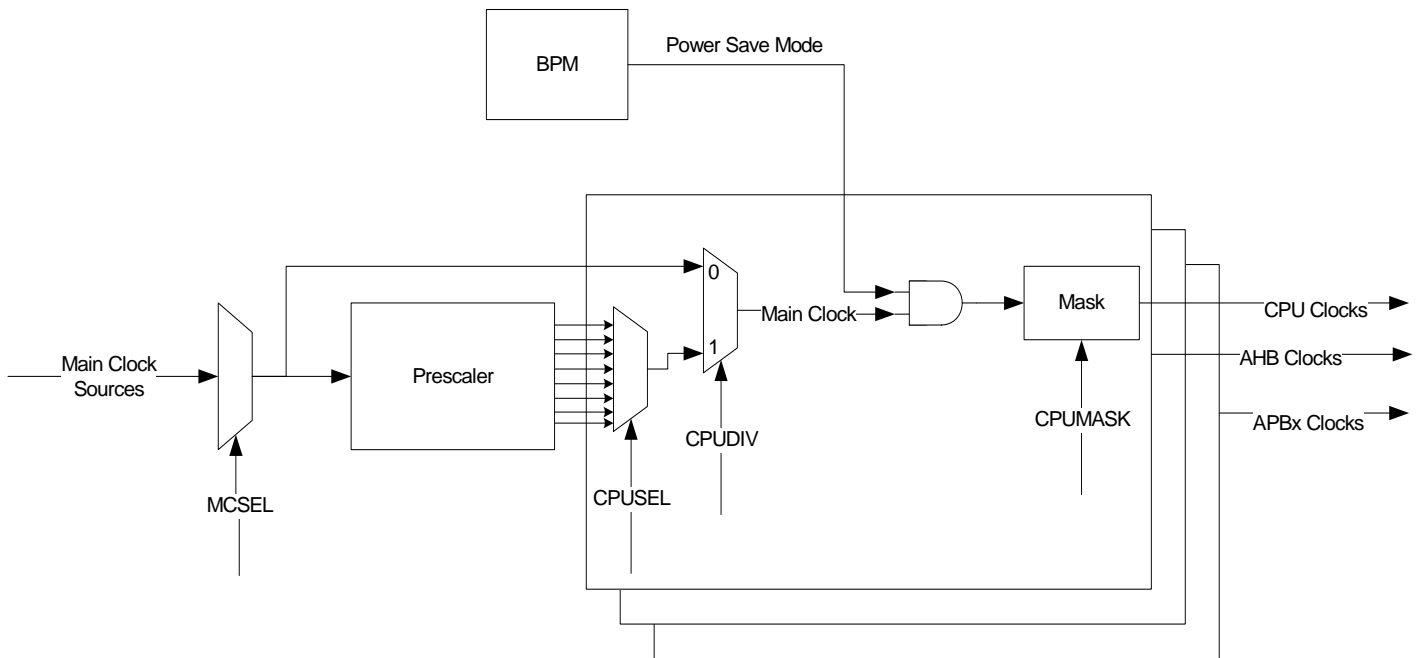 BPM
Power Save Mode
0
1
Main Clock
Mask
CPU Clocks
Main Clock
Sources
Prescaler
AHB Clocks
CPUDIV
CPUMASK
APBx Clocks
MCSEL
CPUSEL